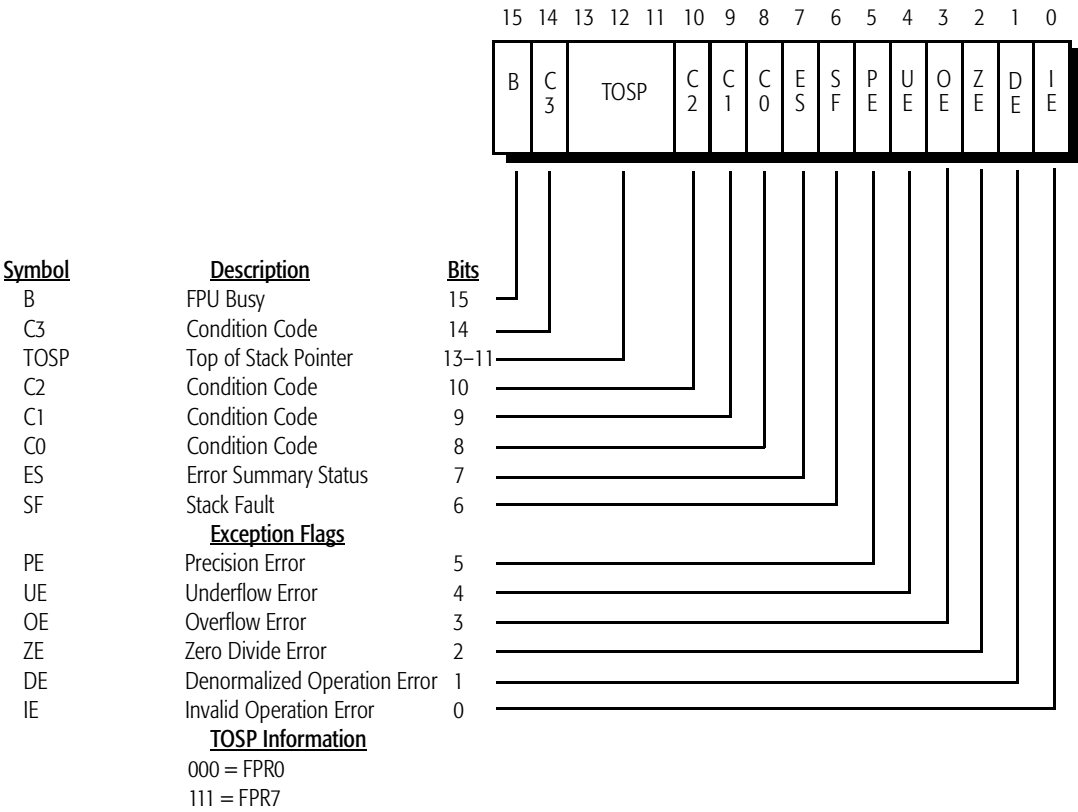 15 14 13 12 11 10 9 8 7 6 5 4 3 2 1 0
B C3 TOSP C2 C1 C0 ES SF PE UE OE ZE DE IE
Symbol Description Bits
B FPU Busy 15
C3 Condition Code 14
TOSP Top of Stack Pointer 13–11
C2 Condition Code 10
C1 Condition Code 9
C0 Condition Code 8
ES Error Summary Status 7
SF Stack Fault 6
Exception Flags
PE Precision Error 5
UE Underflow Error 4
OE Overflow Error 3
ZE Zero Divide Error 2
DE Denormalized Operation Error 1
IE Invalid Operation Error 0
TOSP Information
000 = FPR0
111 = FPR7